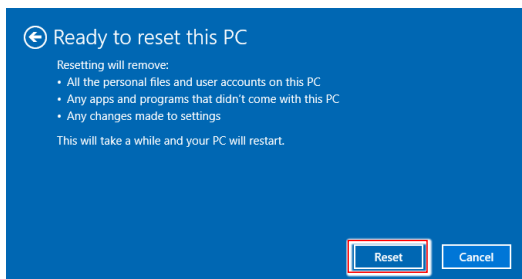 Ready to reset this PC
Resetting will remove:
• All the personal files and user accounts on this PC
• Any apps and programs that didn't come with this PC
• Any changes made to settings
This will take a while and your PC will restart.
Reset Cancel